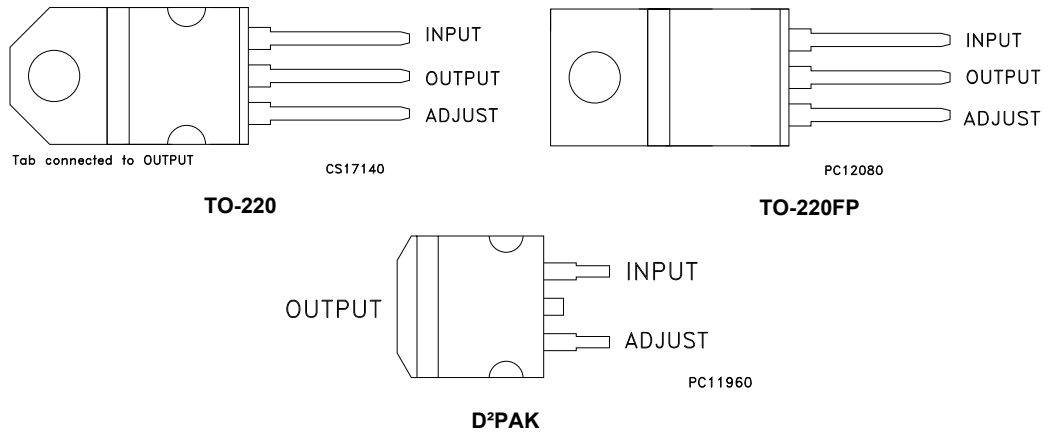 INPUT
OUTPUT
ADJUST
Tab connected to OUTPUT
CS17140
TO-220
INPUT
OUTPUT
ADJUST
PC12080
TO-220FP
OUTPUT
INPUT
ADJUST
PC11960
D²PAK